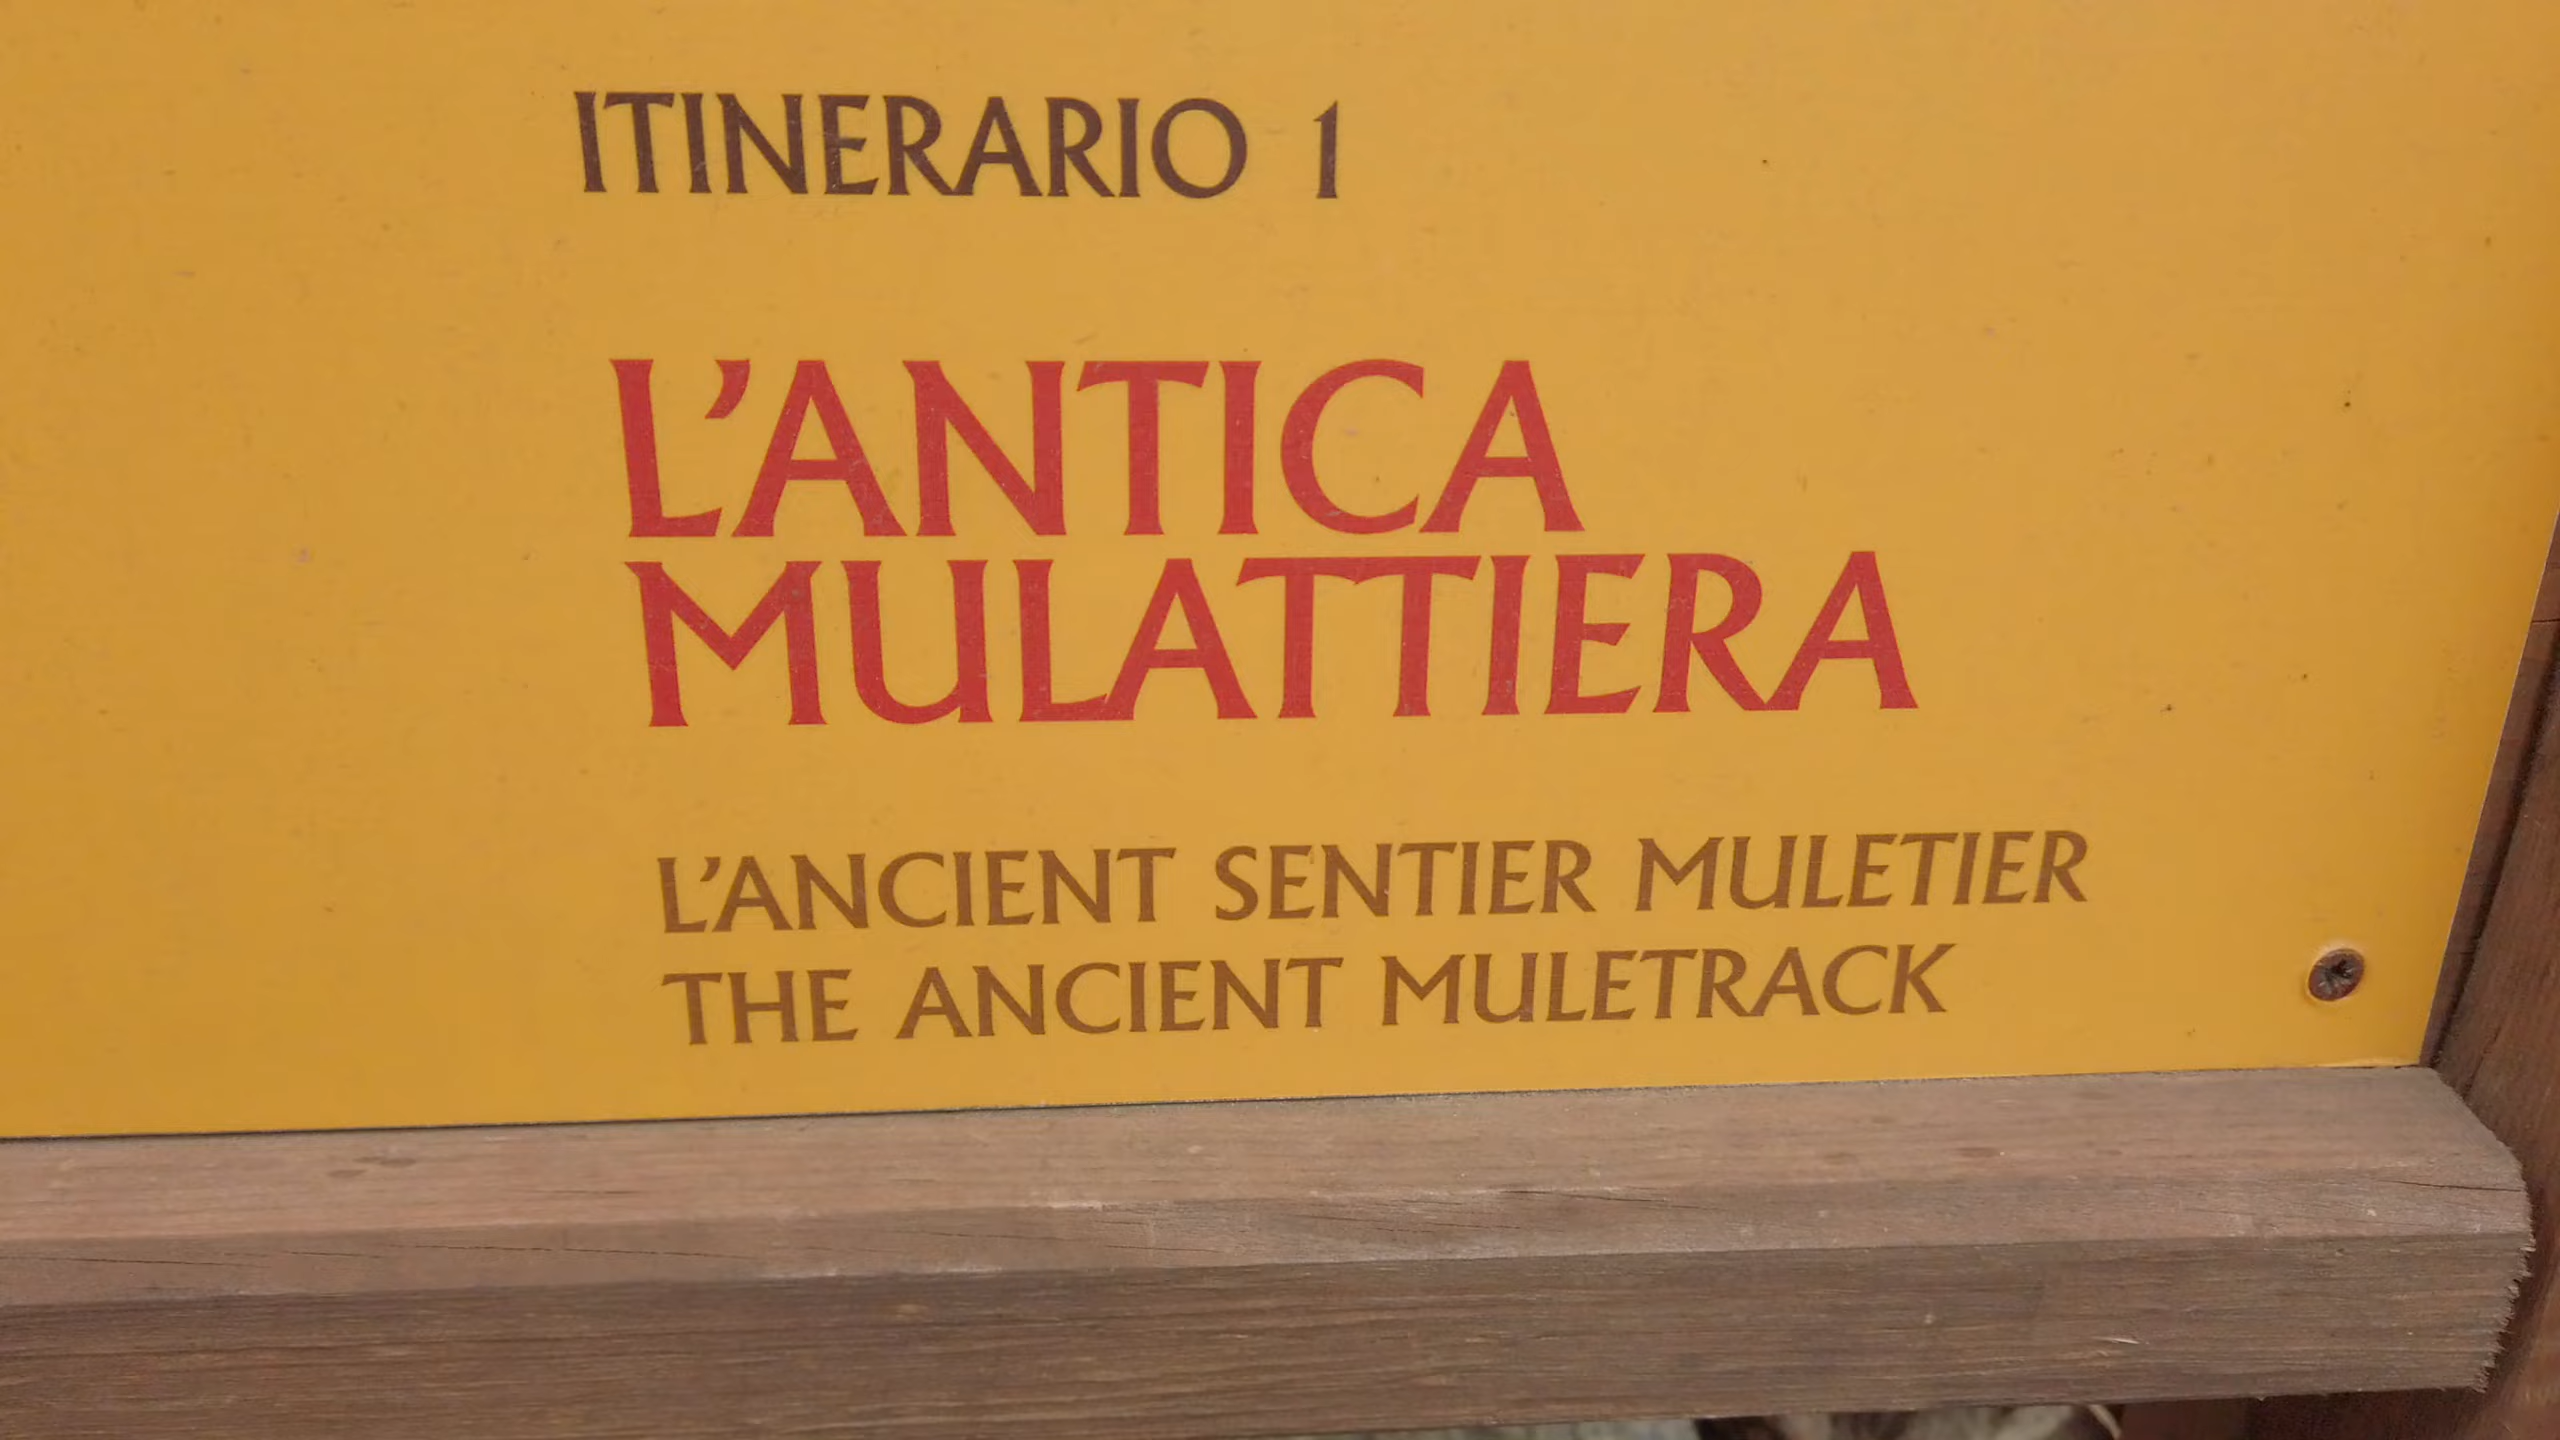 ITINERARIO 1
L'ANTICA
MULATTIERA
L'ANCIENT SENTIER MULETIER
THE ANCIENT MULETRACK